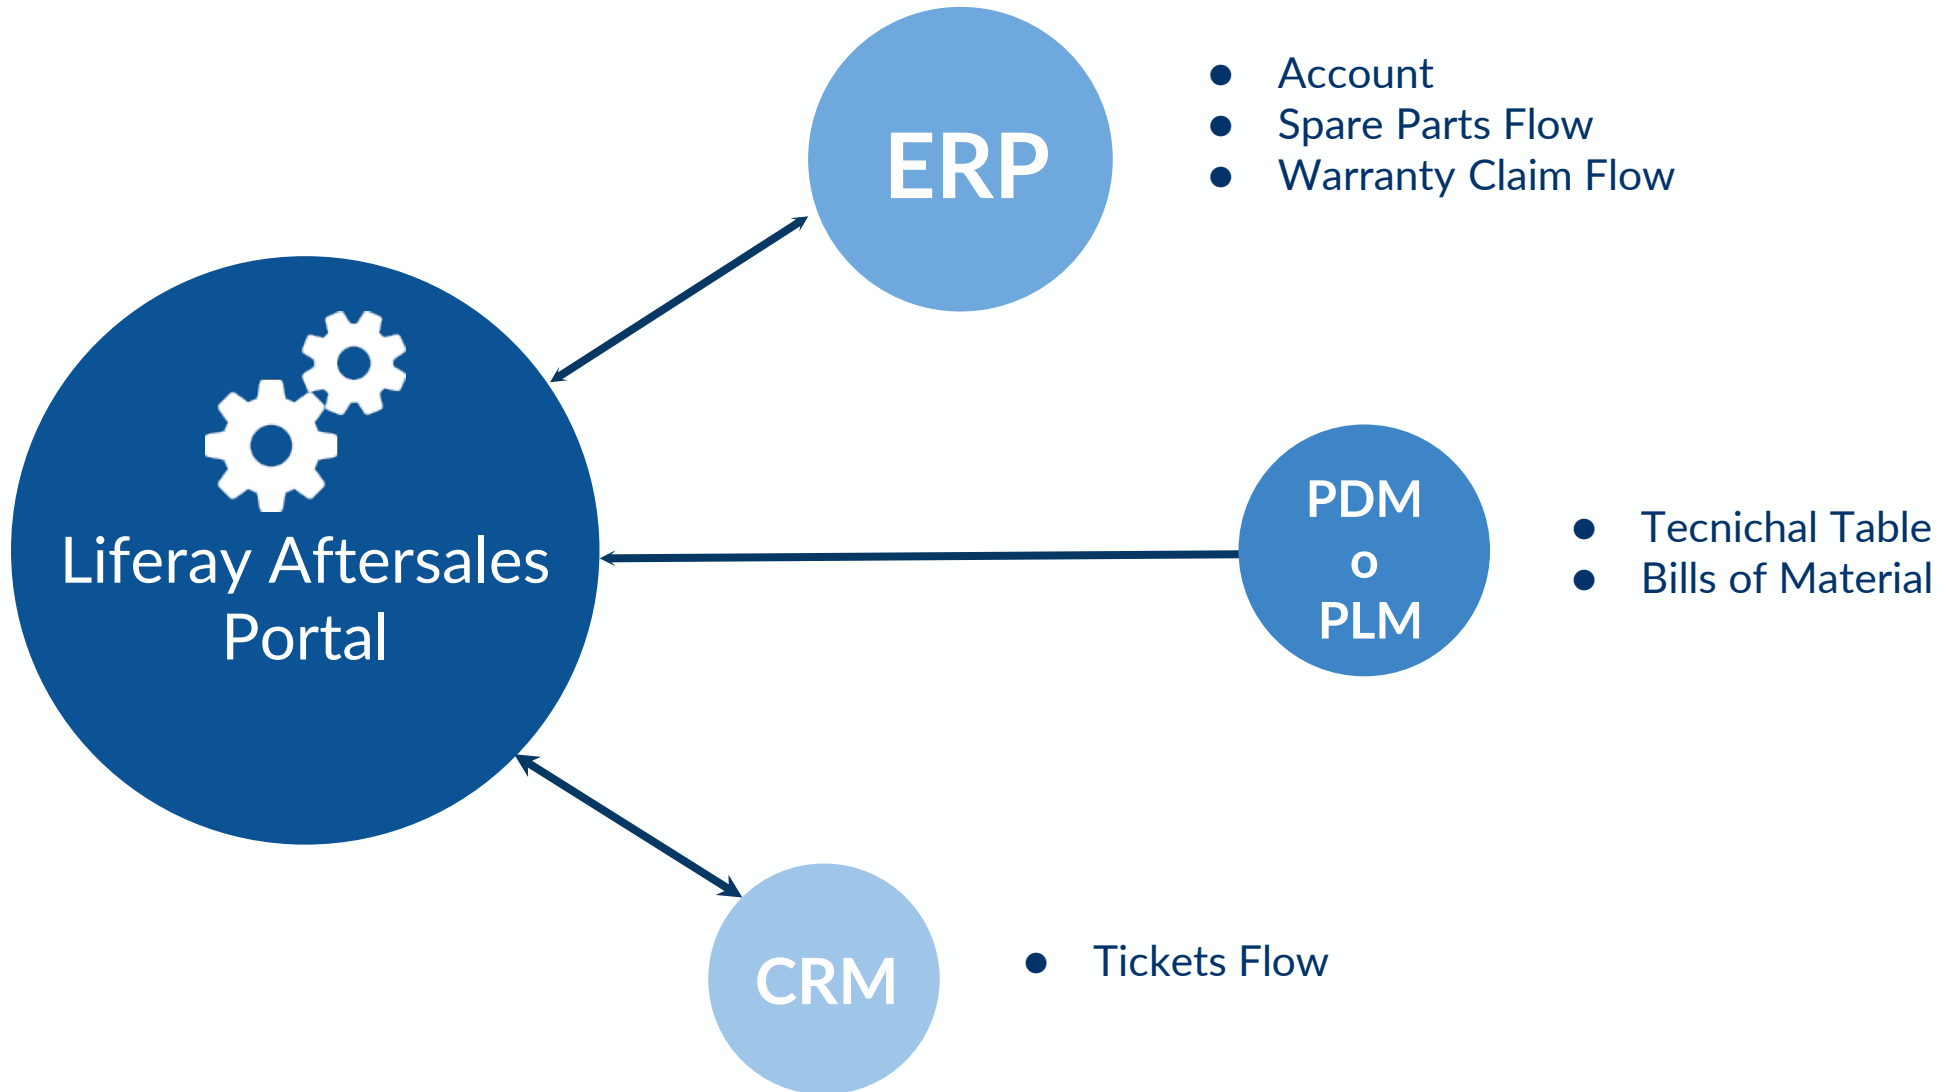 ERP
● Account
● Spare Parts Flow
● Warranty Claim Flow
Liferay Aftersales
Portal
PDM
o
PLM
● Tecnichal Table
● Bills of Material
CRM
● Tickets Flow